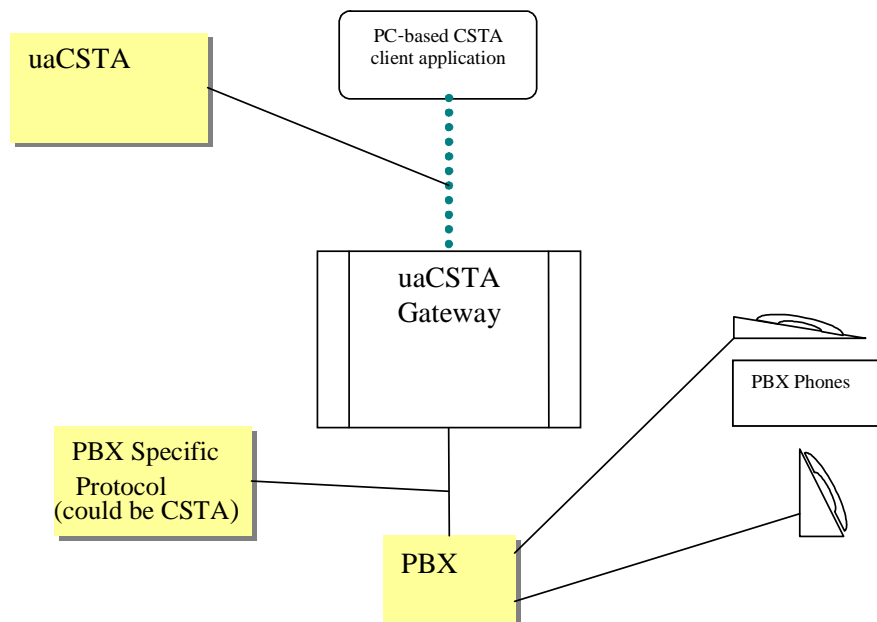 uaCSTA
PC-based CSTA
client application
uaCSTA
Gateway
PBX Phones
PBX Specific
Protocol
(could be CSTA)
PBX